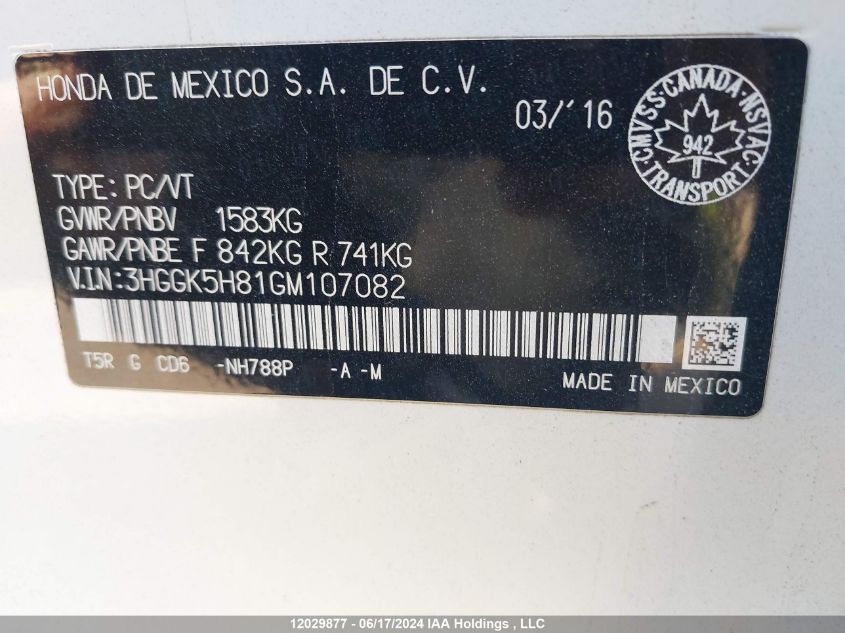 HONDA DE MEXICO S.A. DE C.V.
03/'16
CMVSS·CANADA·NSVAC·
942
TRANSPORT
TYPE: PC/VT
GVWR/PNBV 1583KG
GAWR/PNBE F 842KG R 741KG
V.I.N:3HGGK5H81GM107082
T5R G CD6 -NH788P -A -M
MADE IN MEXICO
12029877 - 06/17/2024 IAA Holdings , LLC